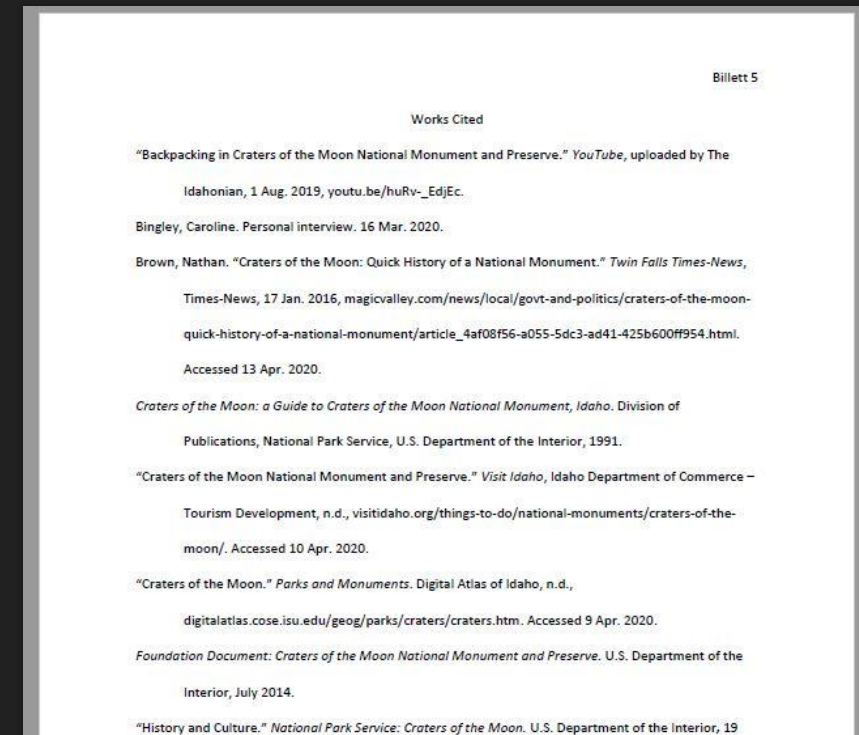 Billett 5
Works Cited
“Backpacking in Craters of the Moon National Monument and Preserve.” YouTube, uploaded by The
Idahonian, 1 Aug. 2019, youtu.be/huRv-_EdjEc.
Bingley, Caroline. Personal interview. 16 Mar. 2020.
Brown, Nathan. “Craters of the Moon: Quick History of a National Monument.” Twin Falls Times-News,
Times-News, 17 Jan. 2016, magicvalley.com/news/local/govt-and-politics/craters-of-the-moon-
quick-history-of-a-national-monument/article_4af08f56-a055-5dc3-ad41-425b600ff954.html.
Accessed 13 Apr. 2020.
Craters of the Moon: a Guide to Craters of the Moon National Monument, Idaho. Division of
Publications, National Park Service, U.S. Department of the Interior, 1991.
“Craters of the Moon National Monument and Preserve.” Visit Idaho, Idaho Department of Commerce –
Tourism Development, n.d., visitidaho.org/things-to-do/national-monuments/craters-of-the-
moon/. Accessed 10 Apr. 2020.
“Craters of the Moon.” Parks and Monuments. Digital Atlas of Idaho, n.d.,
digitalatlas.cose.isu.edu/geog/parks/craters/craters.htm. Accessed 9 Apr. 2020.
Foundation Document: Craters of the Moon National Monument and Preserve. U.S. Department of the
Interior, July 2014.
“History and Culture.” National Park Service: Craters of the Moon. U.S. Department of the Interior, 19